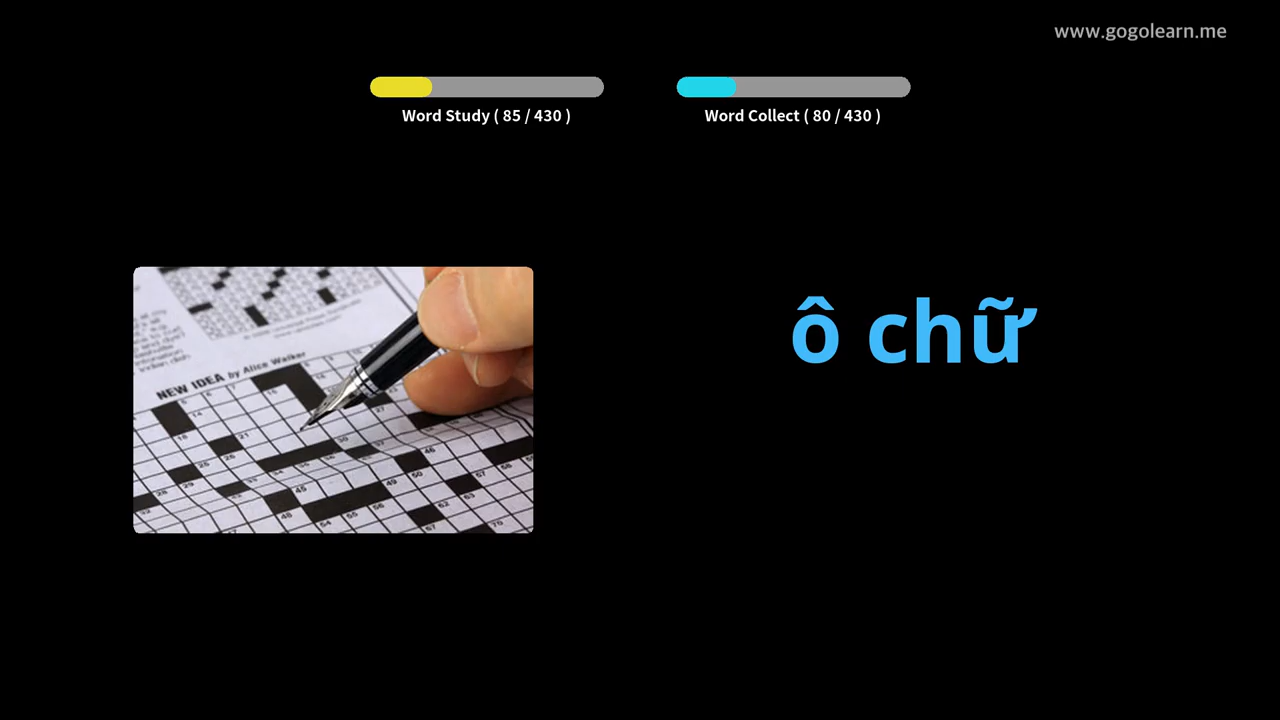 www.gogolearn.me
Word Study ( 85 / 430 )
Word Collect ( 80 / 430 )
ô chữ
NEW IDEA by Alice Walker